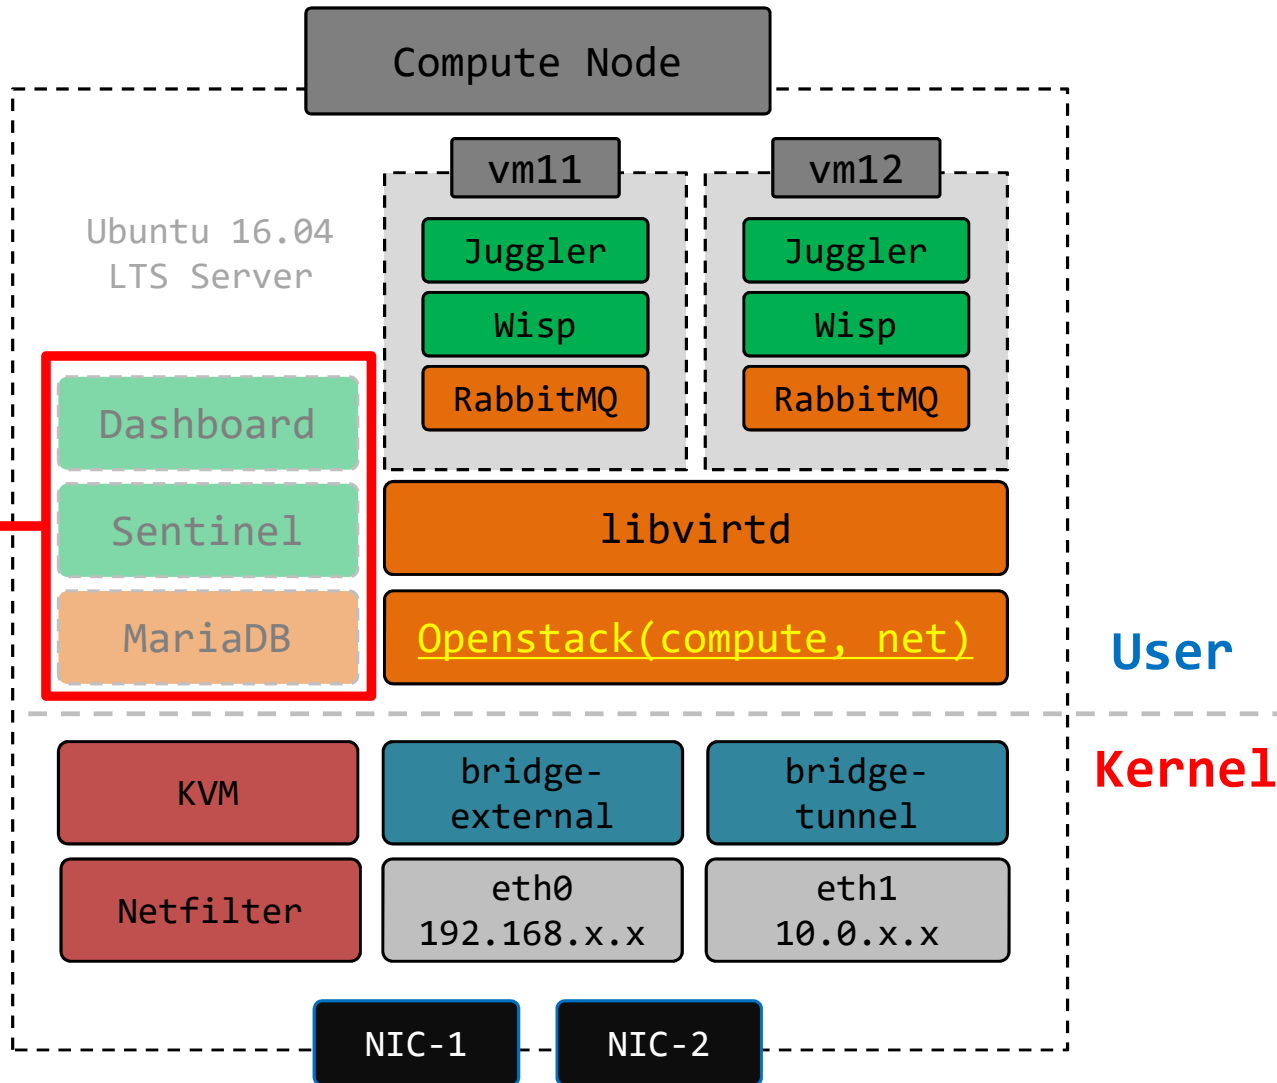 Compute Node
vm11
vm12
Ubuntu 16.04
LTS Server
Juggler
Juggler
Wisp
Wisp
RabbitMQ
RabbitMQ
Dashboard
Sentinel
libvirtd
MariaDB
Openstack(compute, net)
User
Kernel
KVM
bridge-
external
bridge-
tunnel
Netfilter
eth0
192.168.x.x
eth1
10.0.x.x
NIC-1
NIC-2